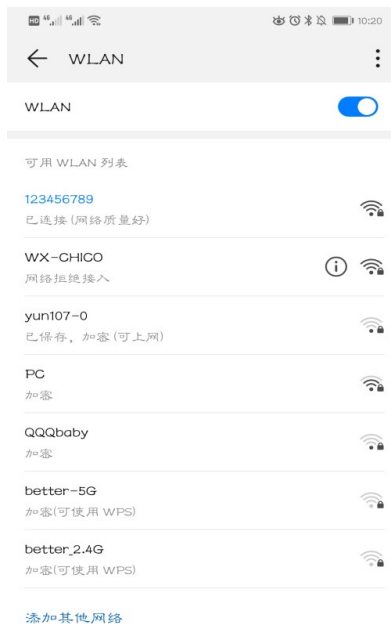 HD 4G 4G 10:20
WLAN
WLAN
可用 WLAN 列表
123456789
已连接 (网络质量好)
WX-CHICO
网络拒绝接入
yun107-0
已保存，加密 (可上网)
PC
加密
QQQbaby
加密
better-5G
加密(可使用 WPS)
better_2.4G
加密(可使用 WPS)
添加其他网络